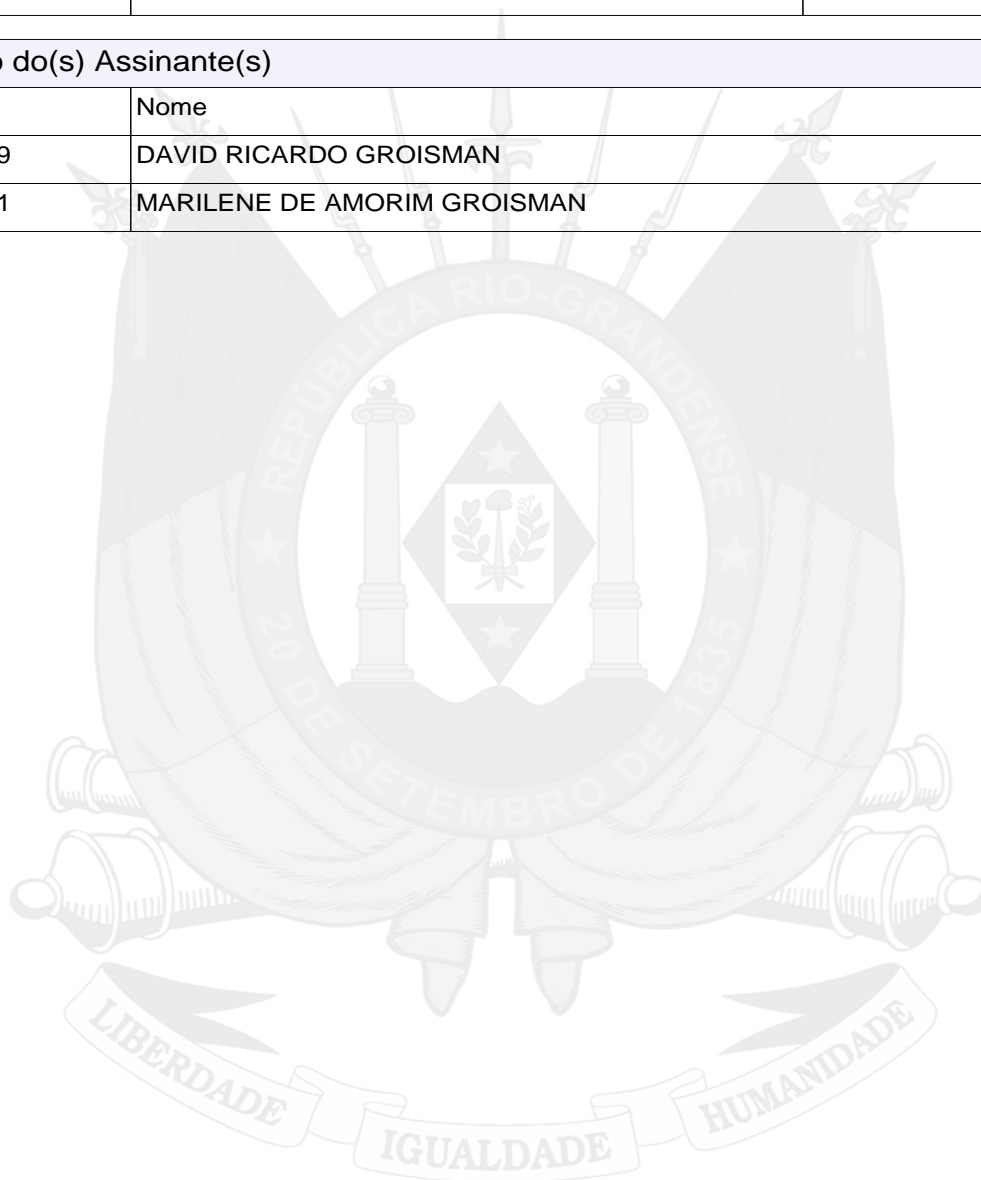 o do(s) Assinante(s)
Nome
9 DAVID RICARDO GROISMAN
1 MARILENE DE AMORIM GROISMAN
REPÚBLICA RIO-GRANDENSE
★ 20 DE SETEMBRO DE 1835 ★
LIBERDADE IGUALDADE HUMANIDADE